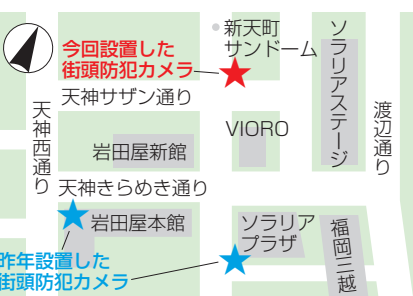 新天町
サンドーム
今回設置した
街頭防犯カメラ
天神サザン通り
ソラリアステージ
渡辺通り
天神西通り
VIORO
岩田屋新館
天神きらめき通り
岩田屋本館
ソラリア
プラザ
福岡三越
昨年設置した
街頭防犯カメラ